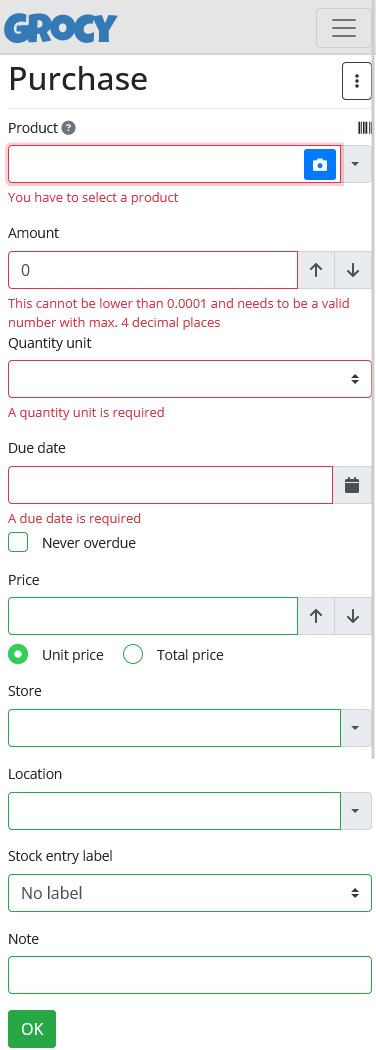 GROCY
Purchase
Product
You have to select a product
Amount
0
This cannot be lower than 0.0001 and needs to be a valid
number with max. 4 decimal places
Quantity unit
A quantity unit is required
Due date
A due date is required
Never overdue
Price
Unit price Total price
Store
Location
Stock entry label
No label
Note
OK